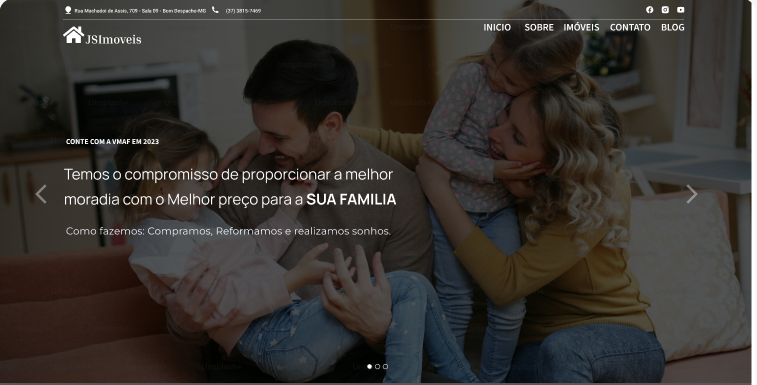 Rua Machadoi de Assis, 709 - Sala 05 - Bom Despacho-MG (37) 3815-7469
JSImoveis INICIO SOBRE IMÓVEIS CONTATO BLOG
CONTE COM A VMAF EM 2023
Temos o compromisso de proporcionar a melhor
moradia com o Melhor preço para a SUA FAMILIA
Como fazemos: Compramos, Reformamos e realizamos sonhos.